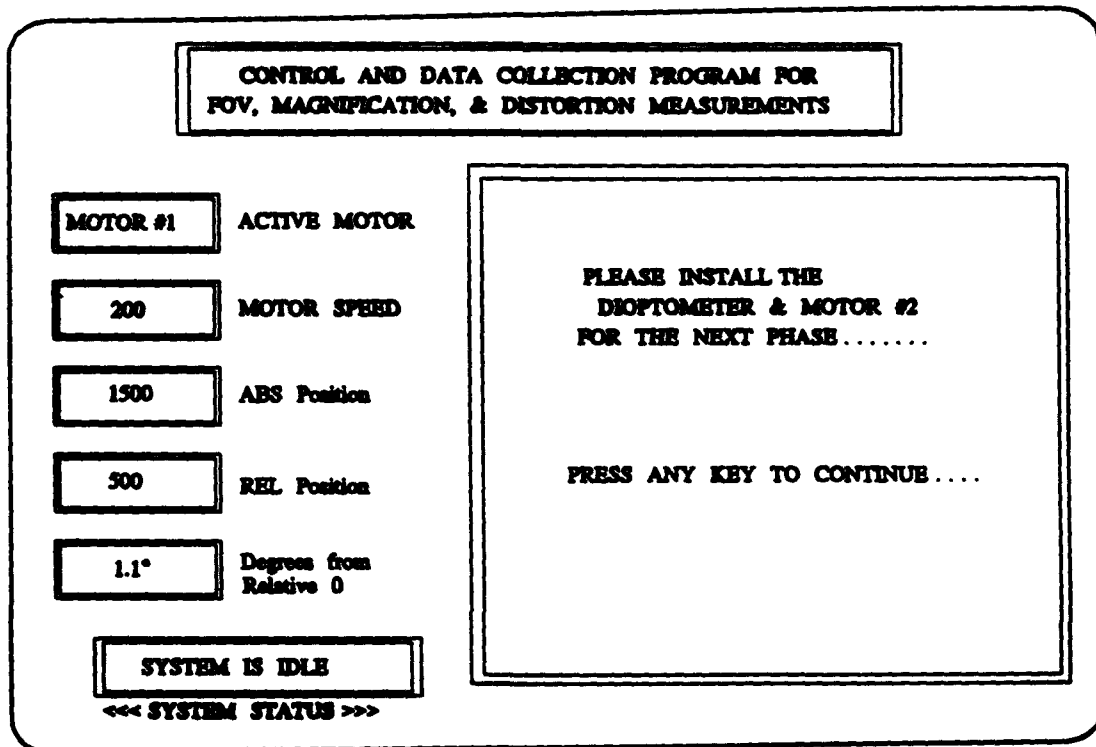 CONTROL AND DATA COLLECTION PROGRAM FOR
FOV, MAGNIFICATION, & DISTORTION MEASUREMENTS
MOTOR #1 ACTIVE MOTOR
200 MOTOR SPEED
1500 ABS Position
500 REL Position
1.1° Degrees from
Relative 0
SYSTEM IS IDLE
<<< SYSTEM STATUS >>>
PLEASE INSTALL THE
DIOPTOMETER & MOTOR #2
FOR THE NEXT PHASE.......
PRESS ANY KEY TO CONTINUE....